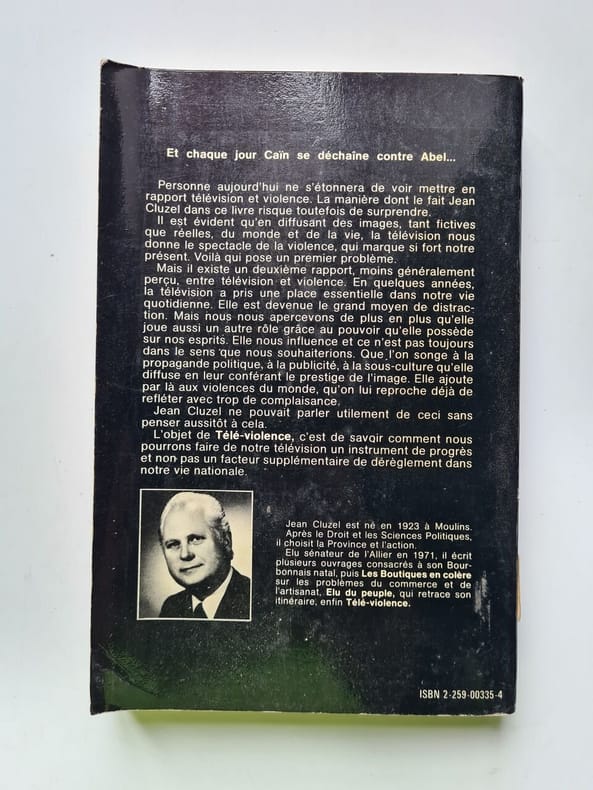 Et chaque jour Caïn se déchaîne contre Abel...
Personne aujourd'hui ne s'étonnera de voir mettre en
rapport télévision et violence. La manière dont le fait Jean
Cluzel dans ce livre risque toutefois de surprendre.
Il est évident qu'en diffusant des images, tant fictives
que réelles, du monde et de la vie, la télévision nous
donne le spectacle de la violence, qui marque si fort notre
présent. Voilà qui pose un premier problème.
Mais il existe un deuxième rapport, moins généralement
perçu, entre télévision et violence. En quelques années,
la télévision a pris une place essentielle dans notre vie
quotidienne. Elle est devenue le grand moyen de distrac-
tion. Mais nous nous apercevons de plus en plus qu'elle
joue aussi un autre rôle grâce au pouvoir qu'elle possède
sur nos esprits. Elle nous influence et ce n'est pas toujours
dans le sens que nous souhaiterions. Que l'on songe à la
propagande politique, à la publicité, à la sous-culture qu'elle
diffuse en leur conférant le prestige de l'image. Elle ajoute
par là aux violences du monde, qu'on lui reproche déjà de
refléter avec trop de complaisance.
Jean Cluzel ne pouvait parler utilement de ceci sans
penser aussitôt à cela.
L'objet de Télé-violence, c'est de savoir comment nous
pourrons faire de notre télévision un instrument de progrès
et non pas un facteur supplémentaire de dérèglement dans
notre vie nationale.
Jean Cluzel est né en 1923 à Moulins.
Après le Droit et les Sciences Politiques,
il choisit la Province et l'action.
Elu sénateur de l'Allier en 1971, il écrit
plusieurs ouvrages consacrés à son Bour-
bonnais natal, puis Les Boutiques en colère
sur les problèmes du commerce et de
l'artisanat, Elu du peuple, qui retrace son
itinéraire, enfin Télé-violence.
ISBN 2-259-00335-4